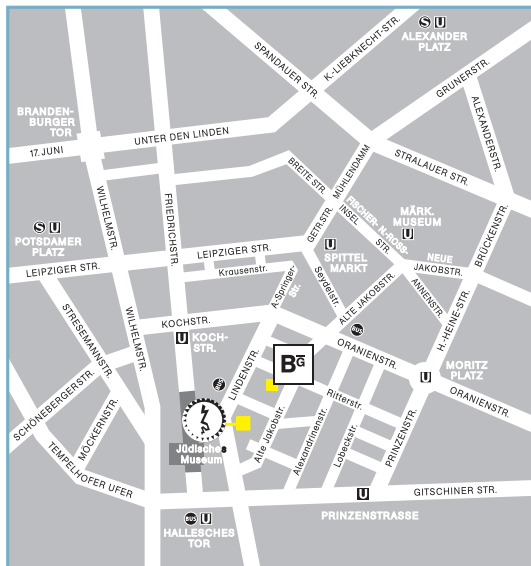 S U
ALEXANDER
PLATZ
K.-LIEBKNECHT-STR.
SPANDAUER STR.
GRUNERSTR.
ALEXANDERSTR.
BRANDEN-
BURGER
TOR
UNTER DEN LINDEN
17. JUNI
MÜHLENDAMM
STRALAUER STR.
BREITE STR.
WILHELMSTR.
FRIEDRICHSTR.
FISCHER-
INSEL
N.-ROSS-
STR.
MÄRK.
MUSEUM
U
BRÜCKENSTR.
S U
POTSDAMER
PLATZ
GETR.STR.
LEIPZIGER STR.
LEIPZIGER STR.
U
SPITTEL
MARKT
NEUE
JAKOBSTR.
Krausenstr.
A.-Springer
Str.
Seydelstr.
ALTE JAKOBSTR.
ANNENSTR.
H.-HEINE-STR.
STRESEMANNSTR.
WILHELMSTR.
KOCHSTR.
U
KOCH-
STR.
BUS
ORANIENSTR.
BG
MORITZ
PLATZ
U
ORANIENSTR.
SCHÖNEBERGERSTR.
BUS
LINDENSTR.
Ritterstr.
MÖCKERNSTR.
Jüdisches
Museum
Alte Jakobstr.
Alexandrinenstr.
Lobeckstr.
PRINZENSTR.
TEMPELHOFER UFER
U
GITSCHINER STR.
PRINZENSTRASSE
BUS U
HALLESCHES
TOR